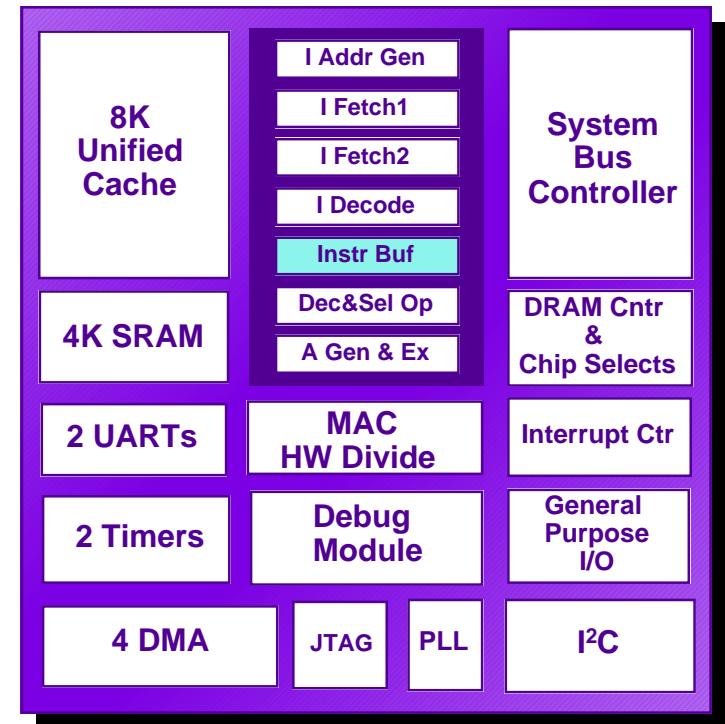 8K
Unified
Cache
I Addr Gen
I Fetch1
I Fetch2
I Decode
Instr Buf
Dec&Sel Op
A Gen & Ex
System
Bus
Controller
4K SRAM
DRAM Cntr
&
Chip Selects
2 UARTs
MAC
HW Divide
Interrupt Ctr
2 Timers
Debug
Module
General
Purpose
I/O
4 DMA
JTAG
PLL
I²C